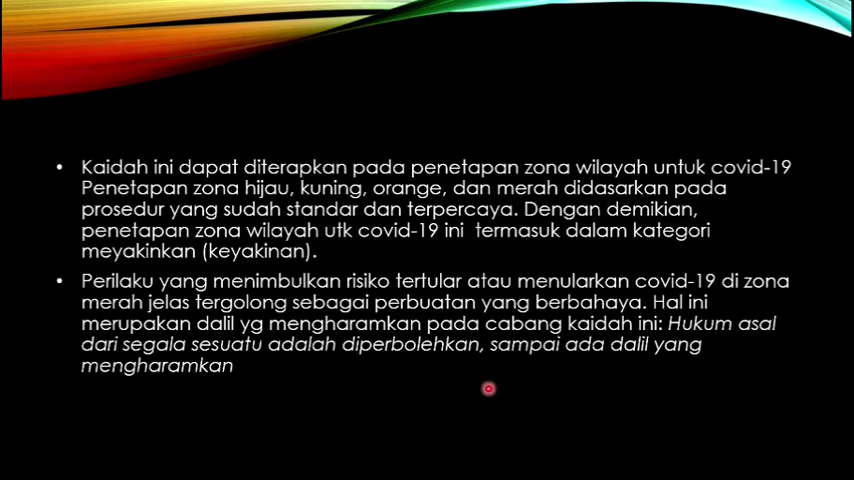 • Kaidah ini dapat diterapkan pada penetapan zona wilayah untuk covid-19
Penetapan zona hijau, kuning, orange, dan merah didasarkan pada
prosedur yang sudah standar dan terpercaya. Dengan demikian,
penetapan zona wilayah utk covid-19 ini termasuk dalam kategori
meyakinkan (keyakinan).
• Perilaku yang menimbulkan risiko tertular atau menularkan covid-19 di zona
merah jelas tergolong sebagai perbuatan yang berbahaya. Hal ini
merupakan dalil yg mengharamkan pada cabang kaidah ini: Hukum asal
dari segala sesuatu adalah diperbolehkan, sampai ada dalil yang
mengharamkan